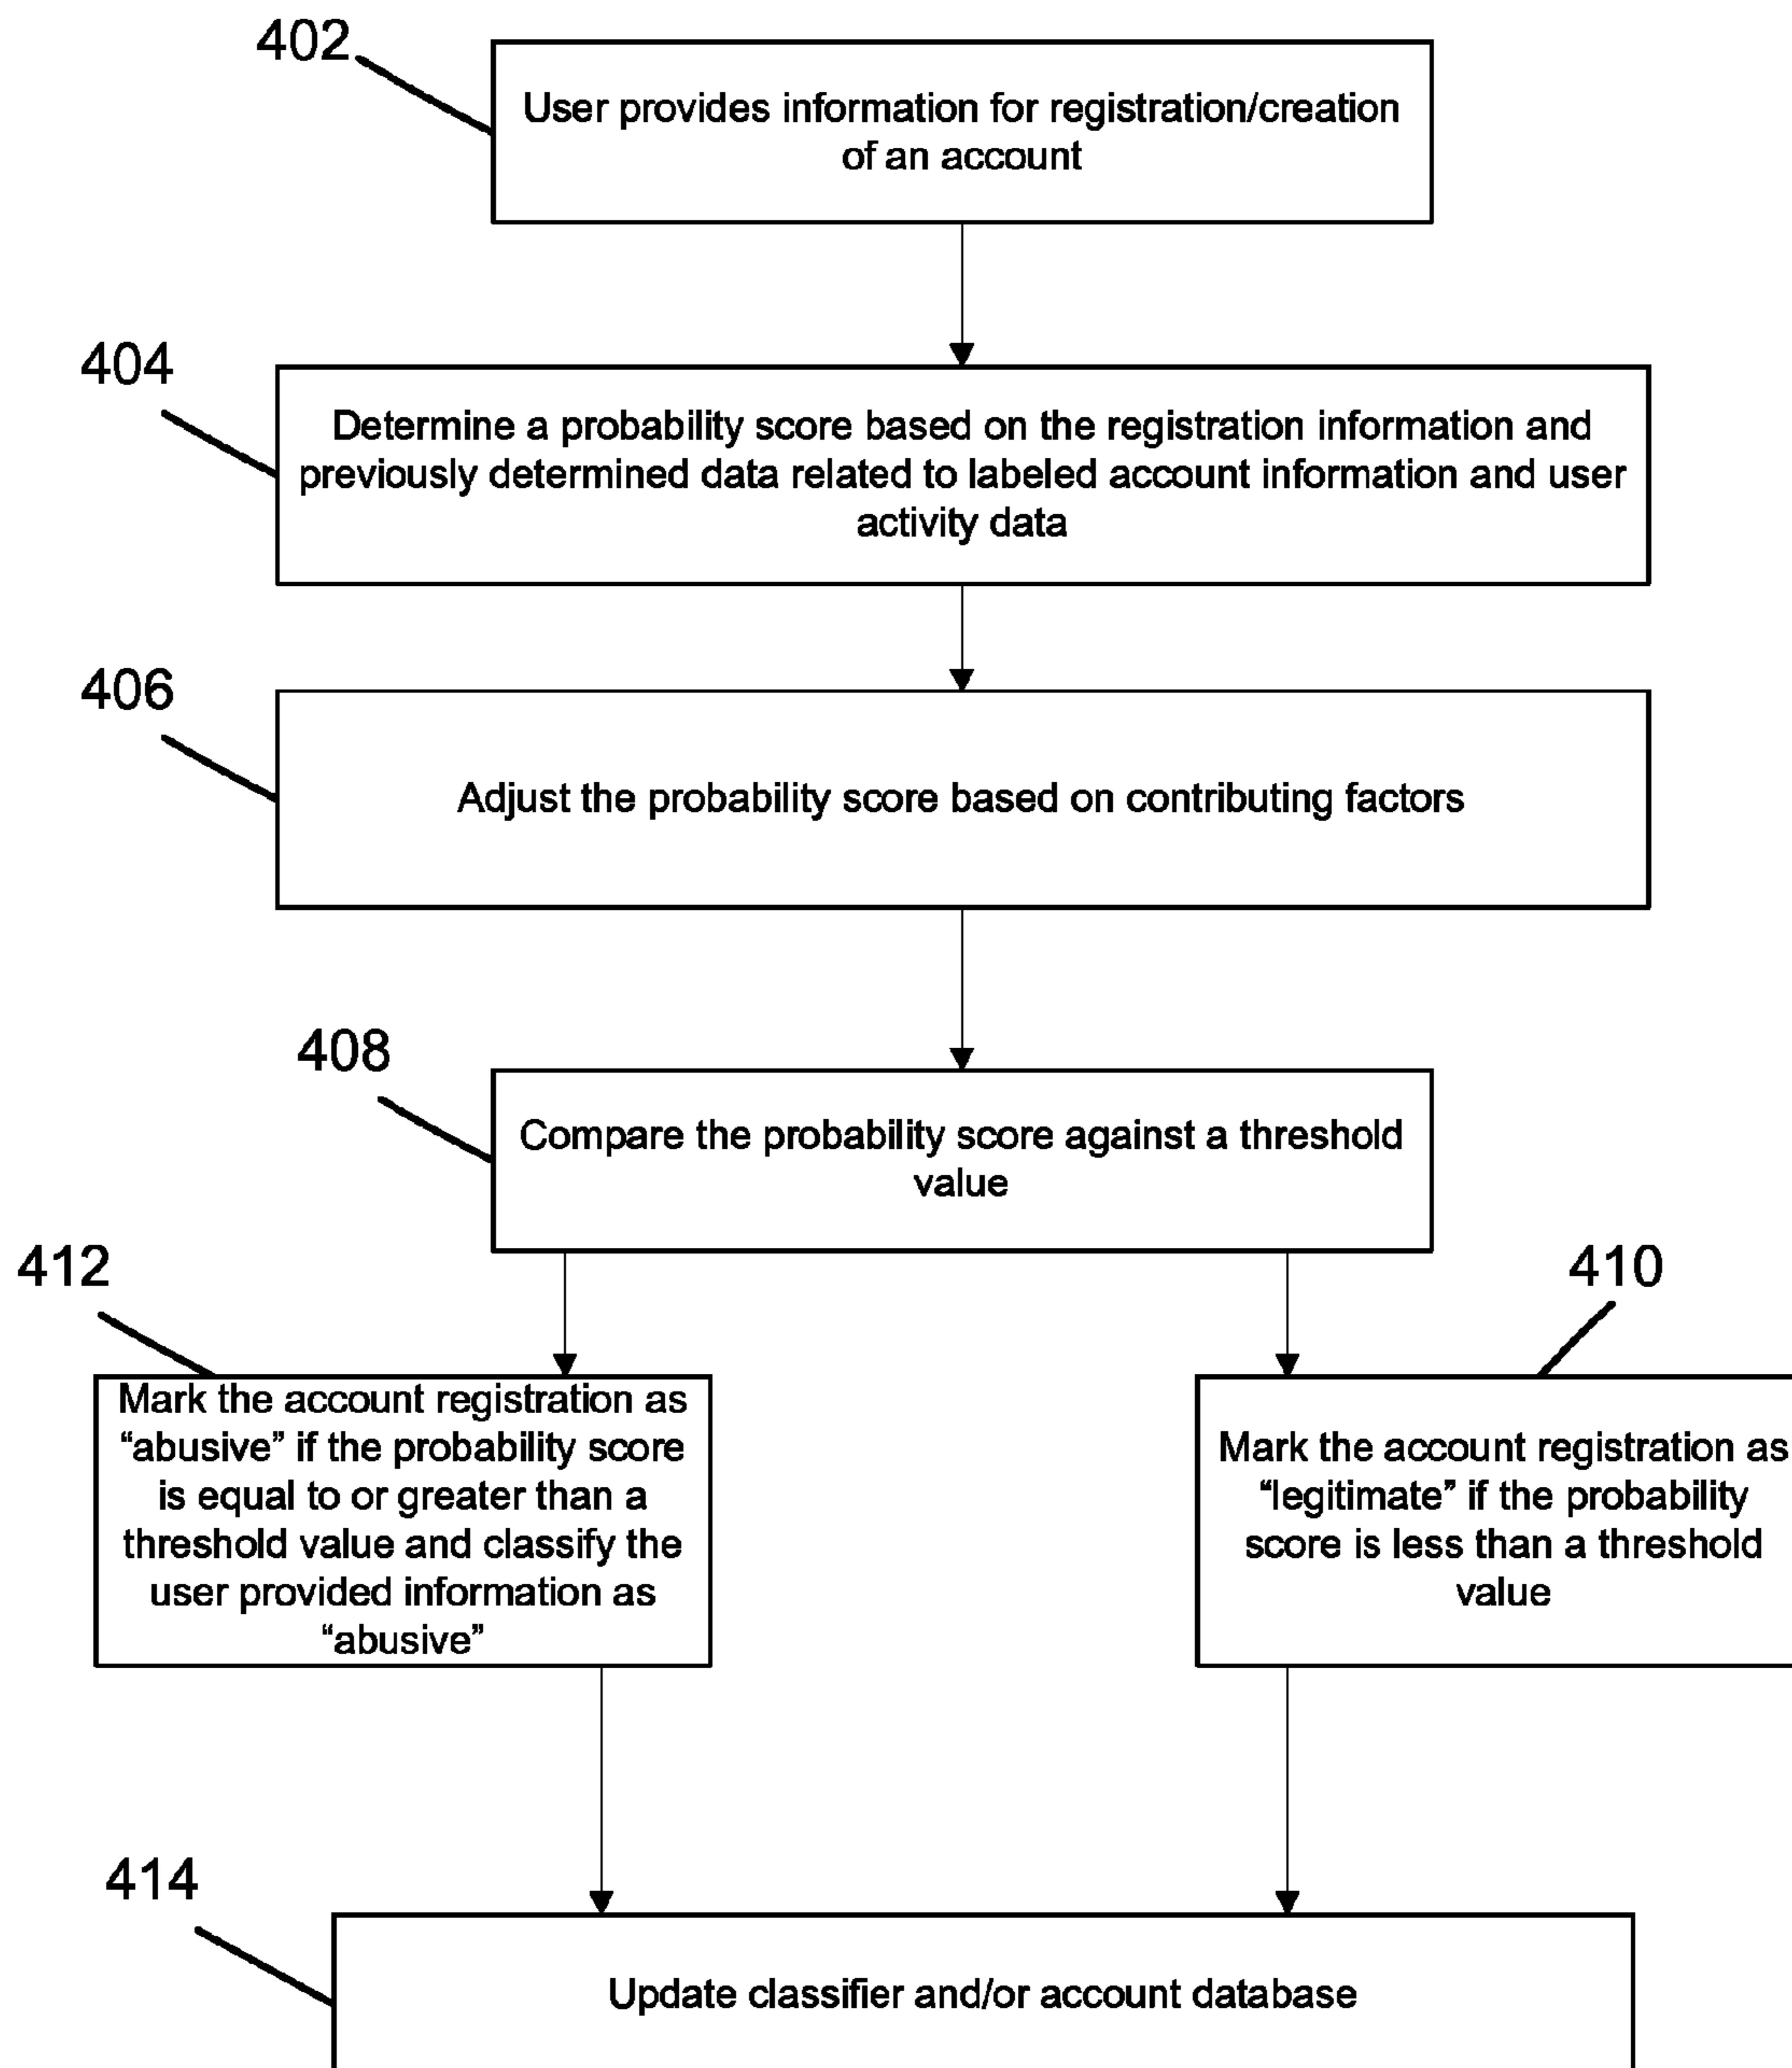 402
User provides information for registration/creation
of an account
404
Determine a probability score based on the registration information and
previously determined data related to labeled account information and user
activity data
406
Adjust the probability score based on contributing factors
408
Compare the probability score against a threshold
value
412
Mark the account registration as
“abusive” if the probability score
is equal to or greater than a
threshold value and classify the
user provided information as
“abusive”
410
Mark the account registration as
“legitimate” if the probability
score is less than a threshold
value
414
Update classifier and/or account database